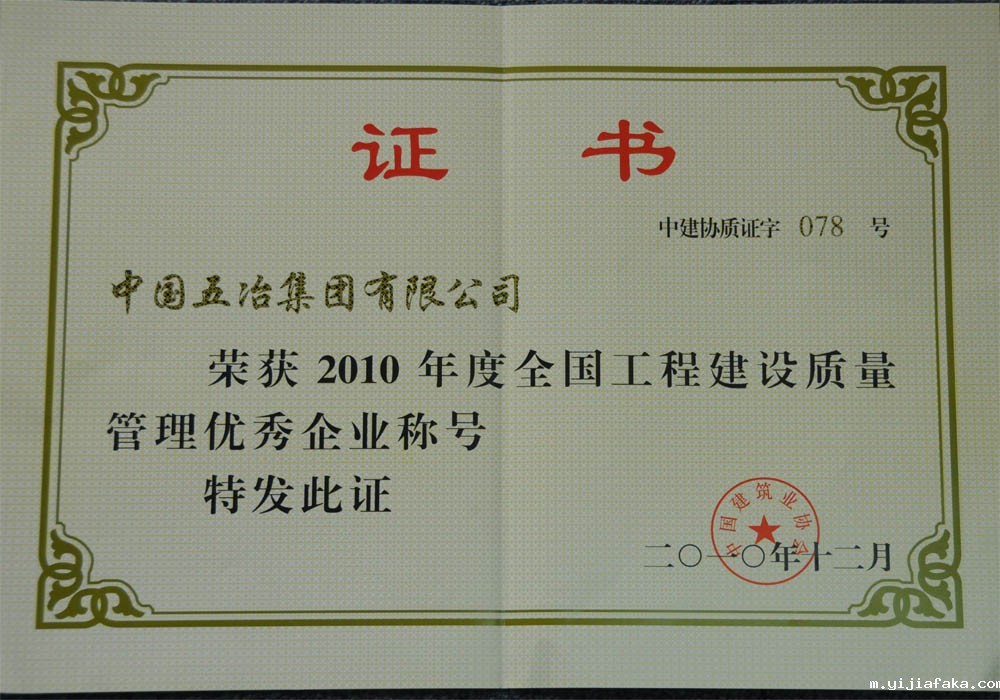 证 书
中建协质证字 078 号
中国五冶集团有限公司
荣获 2010 年度全国工程建设质量
管理优秀企业称号
特发此证
中国建筑业协会
二〇一〇年十二月
m.yijiafaka.com